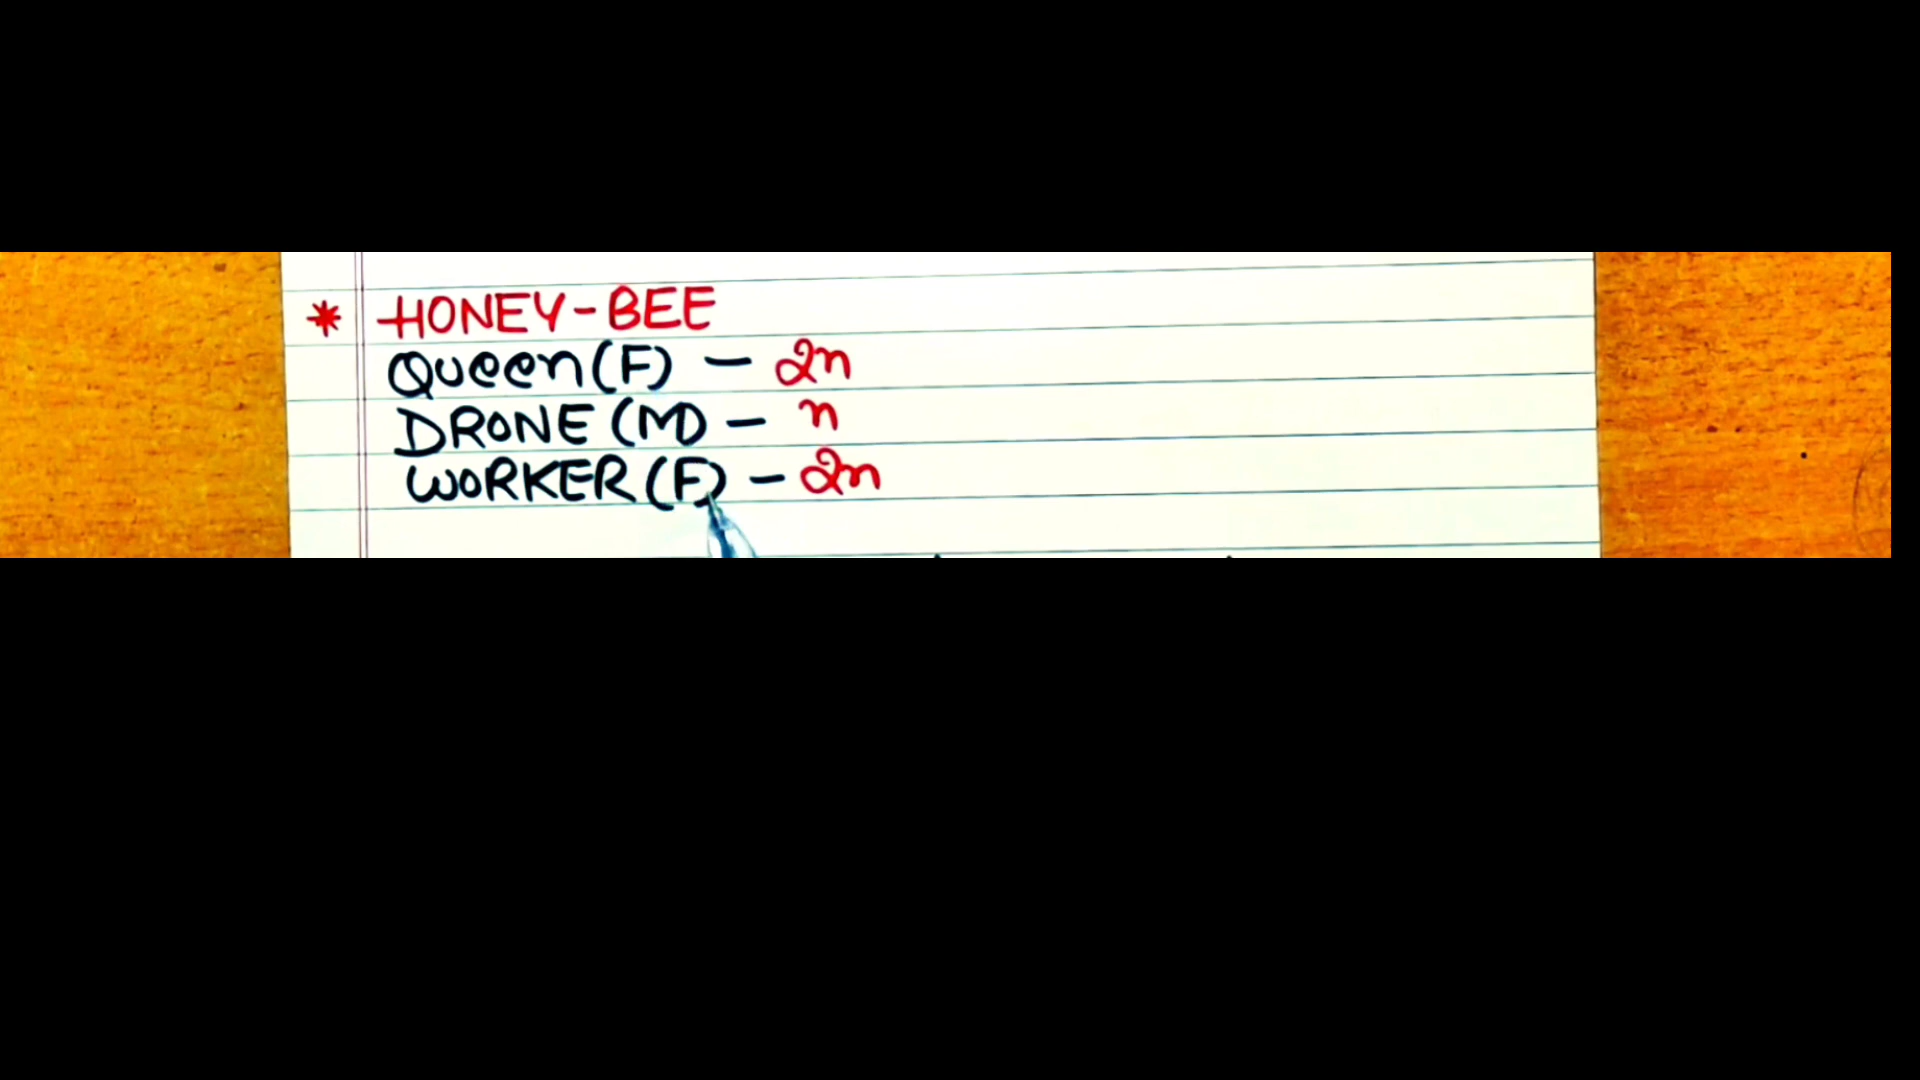 * HONEY-BEE
Queen(F) - 2n
DRONE (M) - n
WORKER (F) - 2n